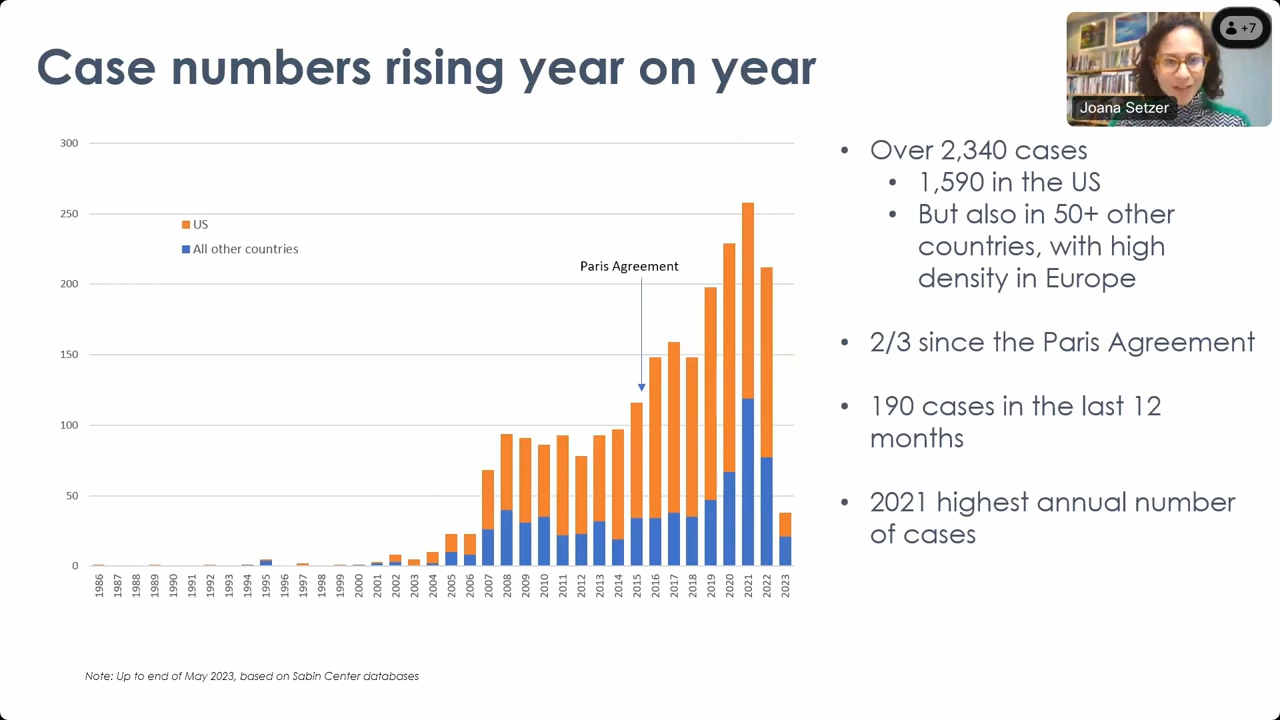 Case numbers rising year on year
+7
Joana Setzer
300
250
200
150
100
50
0
US
All other countries
Paris Agreement
1986
1987
1988
1989
1990
1991
1992
1993
1994
1995
1996
1997
1998
1999
2000
2001
2002
2003
2004
2005
2006
2007
2008
2009
2010
2011
2012
2013
2014
2015
2016
2017
2018
2019
2020
2021
2022
2023
• Over 2,340 cases
• 1,590 in the US
• But also in 50+ other
countries, with high
density in Europe
• 2/3 since the Paris Agreement
• 190 cases in the last 12
months
• 2021 highest annual number
of cases
Note: Up to end of May 2023, based on Sabin Center databases